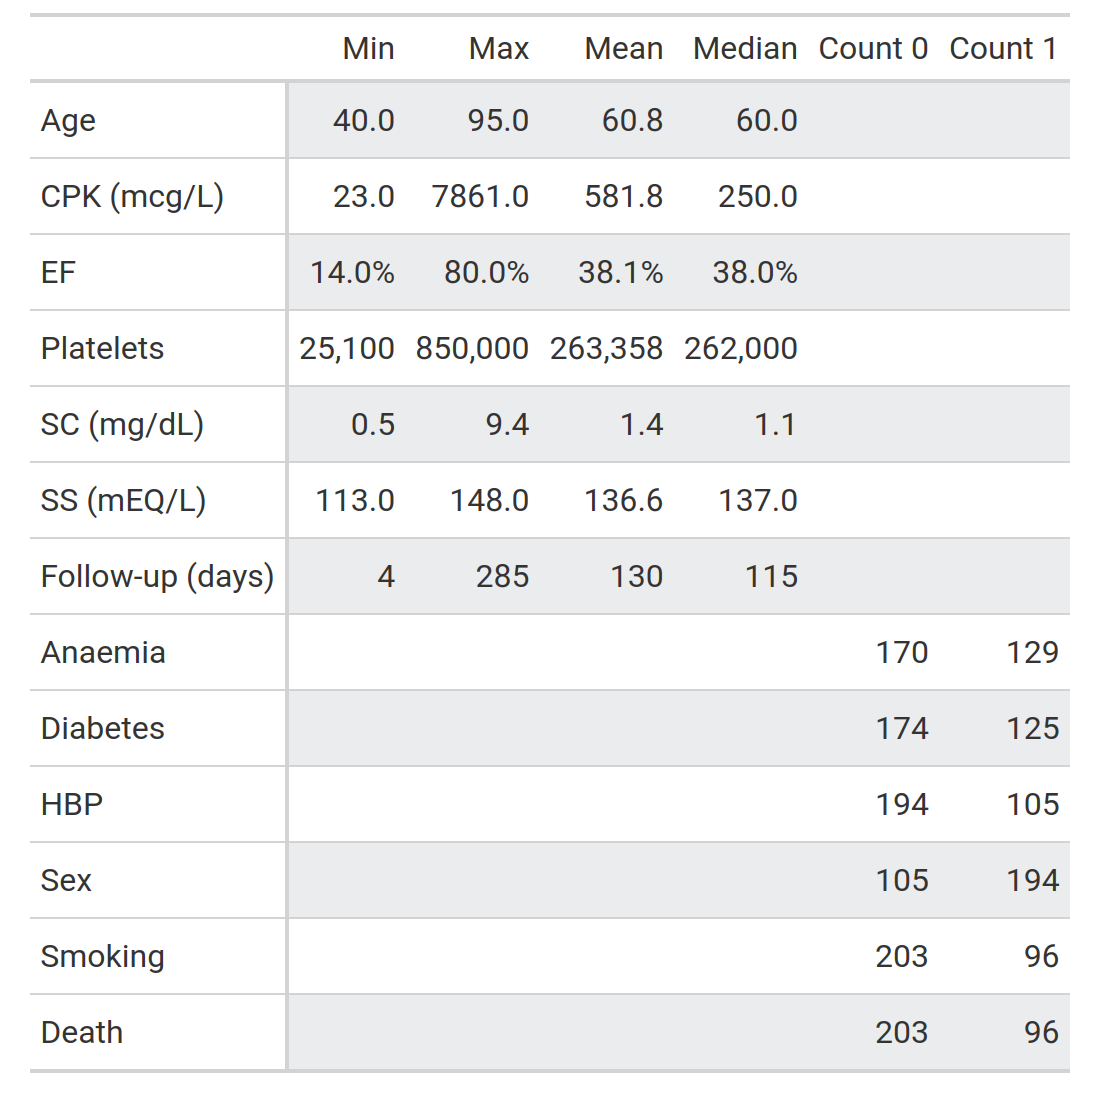 Min Max Mean Median Count 0 Count 1
Age 40.0 95.0 60.8 60.0
CPK (mcg/L) 23.0 7861.0 581.8 250.0
EF 14.0% 80.0% 38.1% 38.0%
Platelets 25,100 850,000 263,358 262,000
SC (mg/dL) 0.5 9.4 1.4 1.1
SS (mEQ/L) 113.0 148.0 136.6 137.0
Follow-up (days) 4 285 130 115
Anaemia 170 129
Diabetes 174 125
HBP 194 105
Sex 105 194
Smoking 203 96
Death 203 96